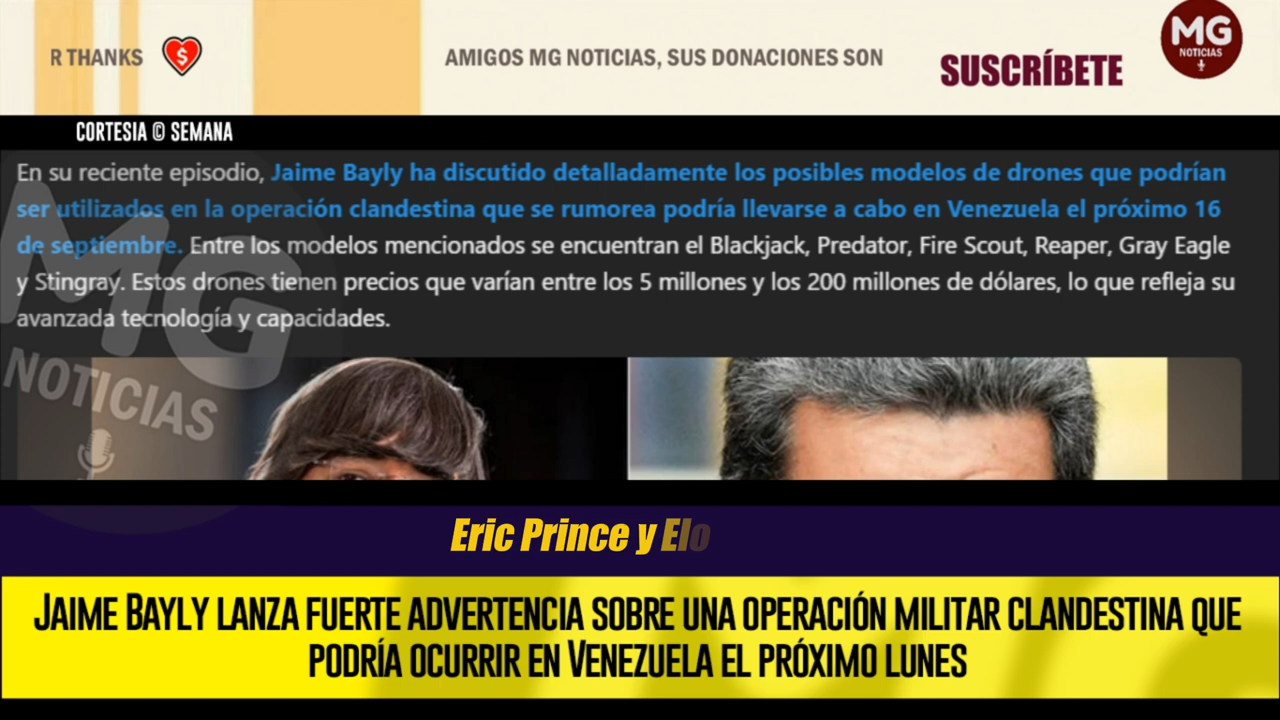 R THANKS
AMIGOS MG NOTICIAS, SUS DONACIONES SON
SUSCRÍBETE
MG
NOTICIAS
CORTESIA © SEMANA
En su reciente episodio, Jaime Bayly ha discutido detalladamente los posibles modelos de drones que podrían
ser utilizados en la operación clandestina que se rumorea podría llevarse a cabo en Venezuela el próximo 16
de septiembre. Entre los modelos mencionados se encuentran el Blackjack, Predator, Fire Scout, Reaper, Gray Eagle
y Stingray. Estos drones tienen precios que varían entre los 5 millones y los 200 millones de dólares, lo que refleja su
avanzada tecnología y capacidades.
MG
NOTICIAS
Eric Prince y Elo
JAIME BAYLY LANZA FUERTE ADVERTENCIA SOBRE UNA OPERACIÓN MILITAR CLANDESTINA QUE
PODRÍA OCURRIR EN VENEZUELA EL PRÓXIMO LUNES